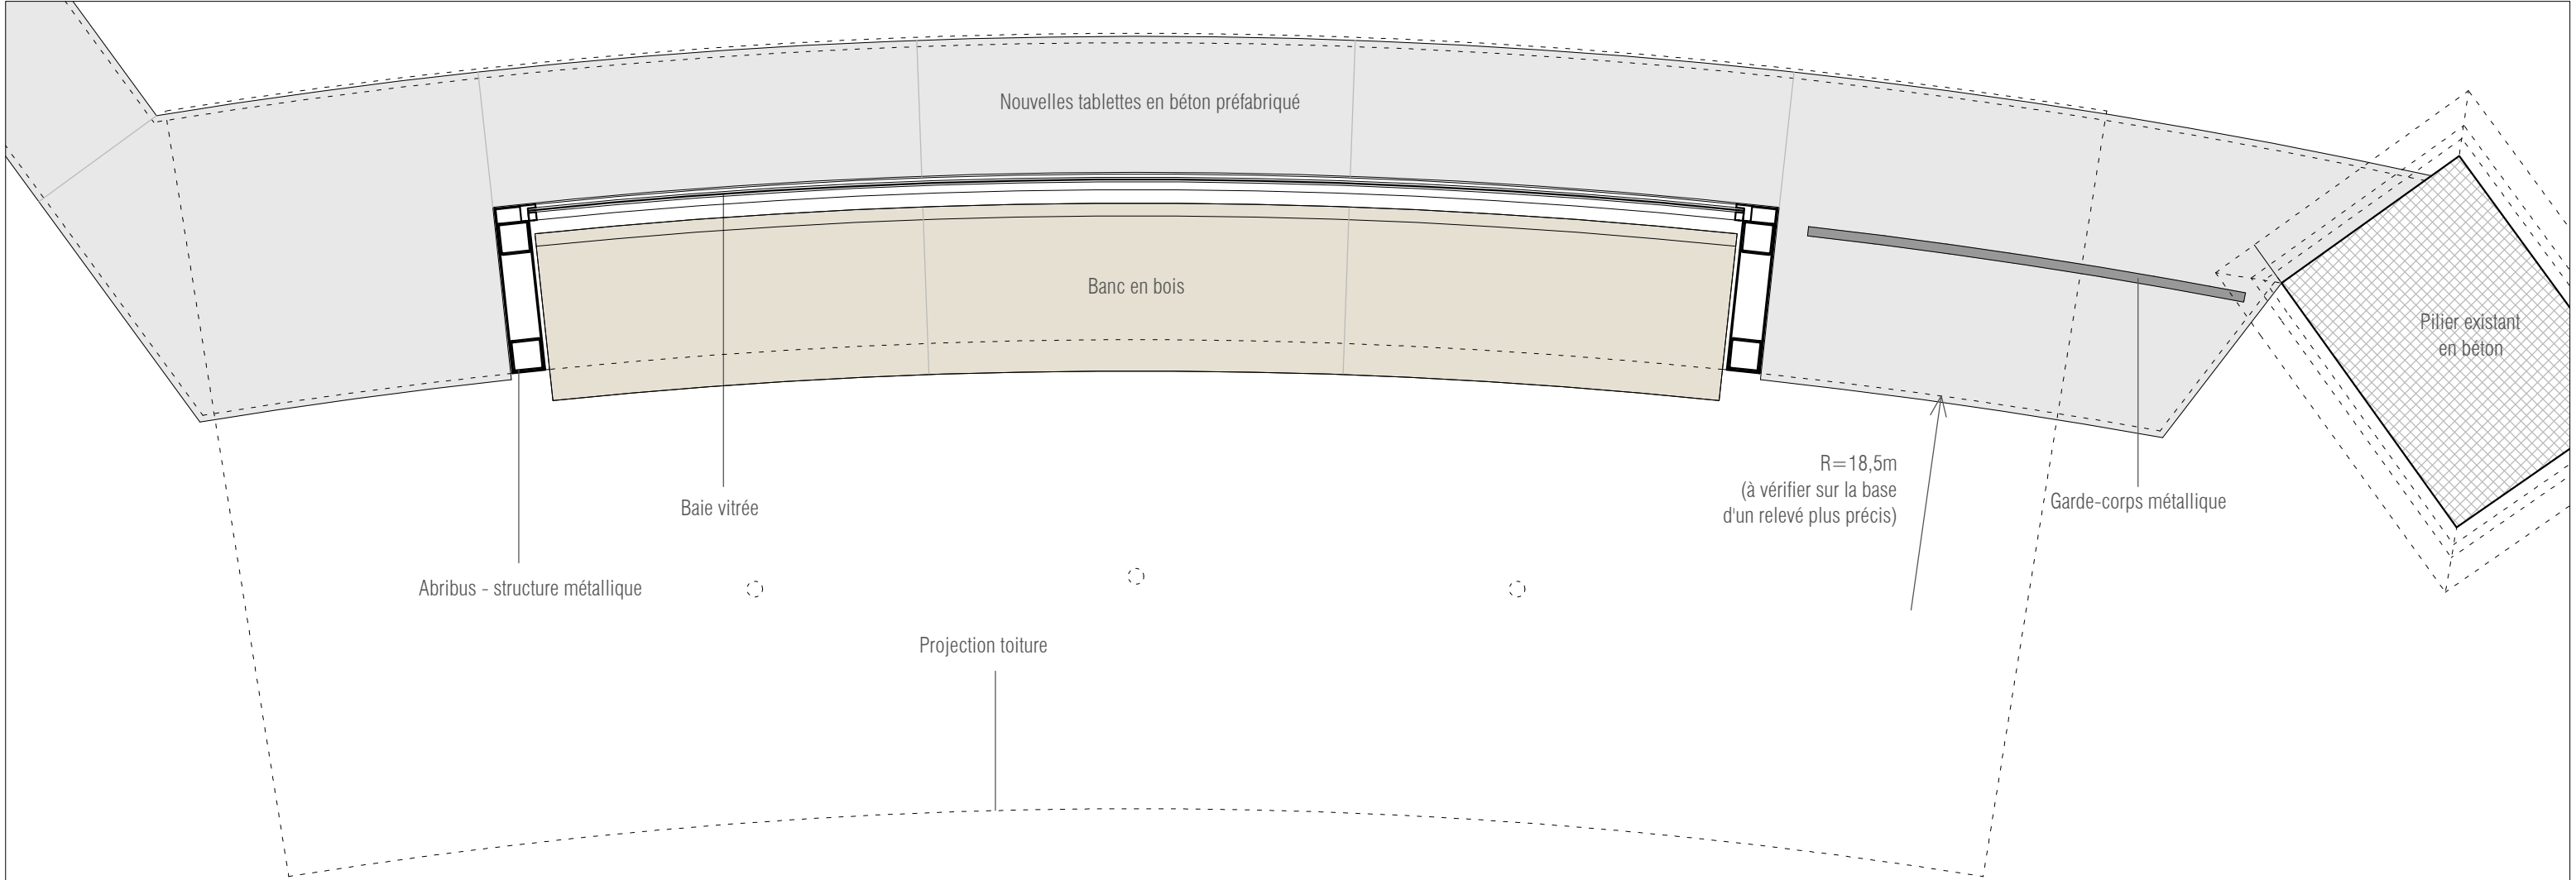 Nouvelles tablettes en béton préfabriqué
Banc en bois
Pilier existant
en béton
R=18,5m
(à vérifier sur la base
d'un relevé plus précis)
Garde-corps métallique
Baie vitrée
Abribus - structure métallique
Projection toiture